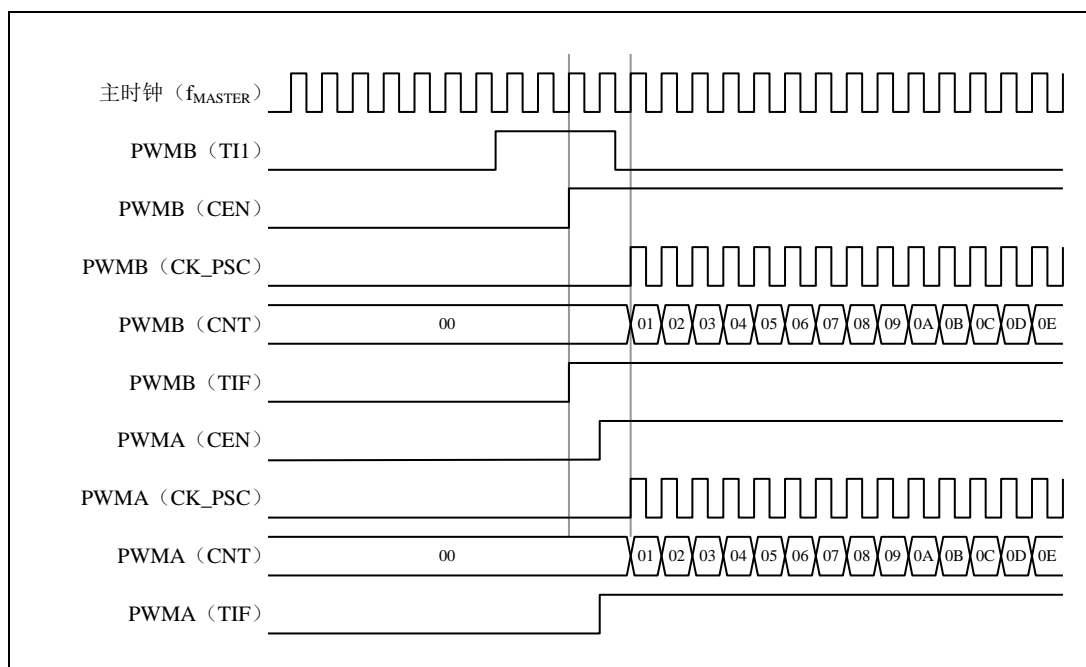 主时钟（fMASTER）
PWMB（TI1）
PWMB（CEN）
PWMB（CK_PSC）
PWMB（CNT） 00 01 02 03 04 05 06 07 08 09 0A 0B 0C 0D 0E
PWMB（TIF）
PWMA（CEN）
PWMA（CK_PSC）
PWMA（CNT） 00 01 02 03 04 05 06 07 08 09 0A 0B 0C 0D 0E
PWMA（TIF）